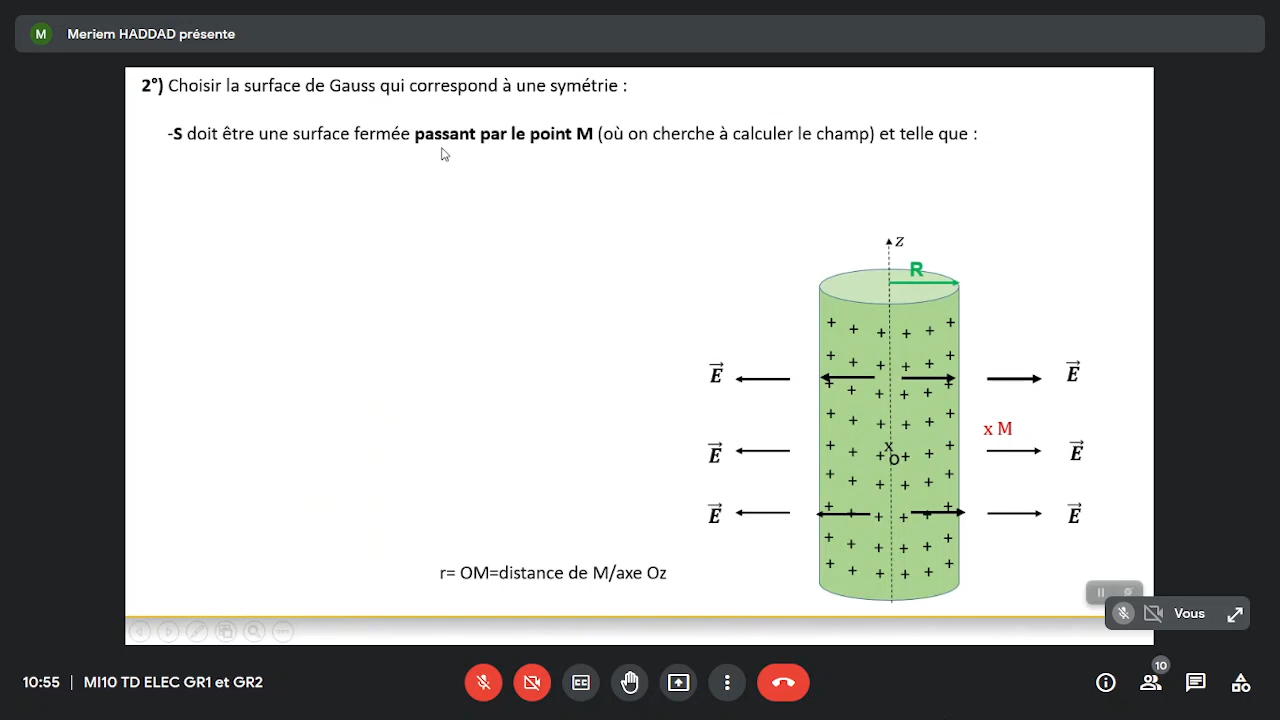 M Meriem HADDAD présente
2°) Choisir la surface de Gauss qui correspond à une symétrie :
-S doit être une surface fermée passant par le point M (où on cherche à calculer le champ) et telle que :
z
R
E E
x M
E x O E
E E
r= OM=distance de M/axe Oz
Vous
10:55 | MI10 TD ELEC GR1 et GR2
10